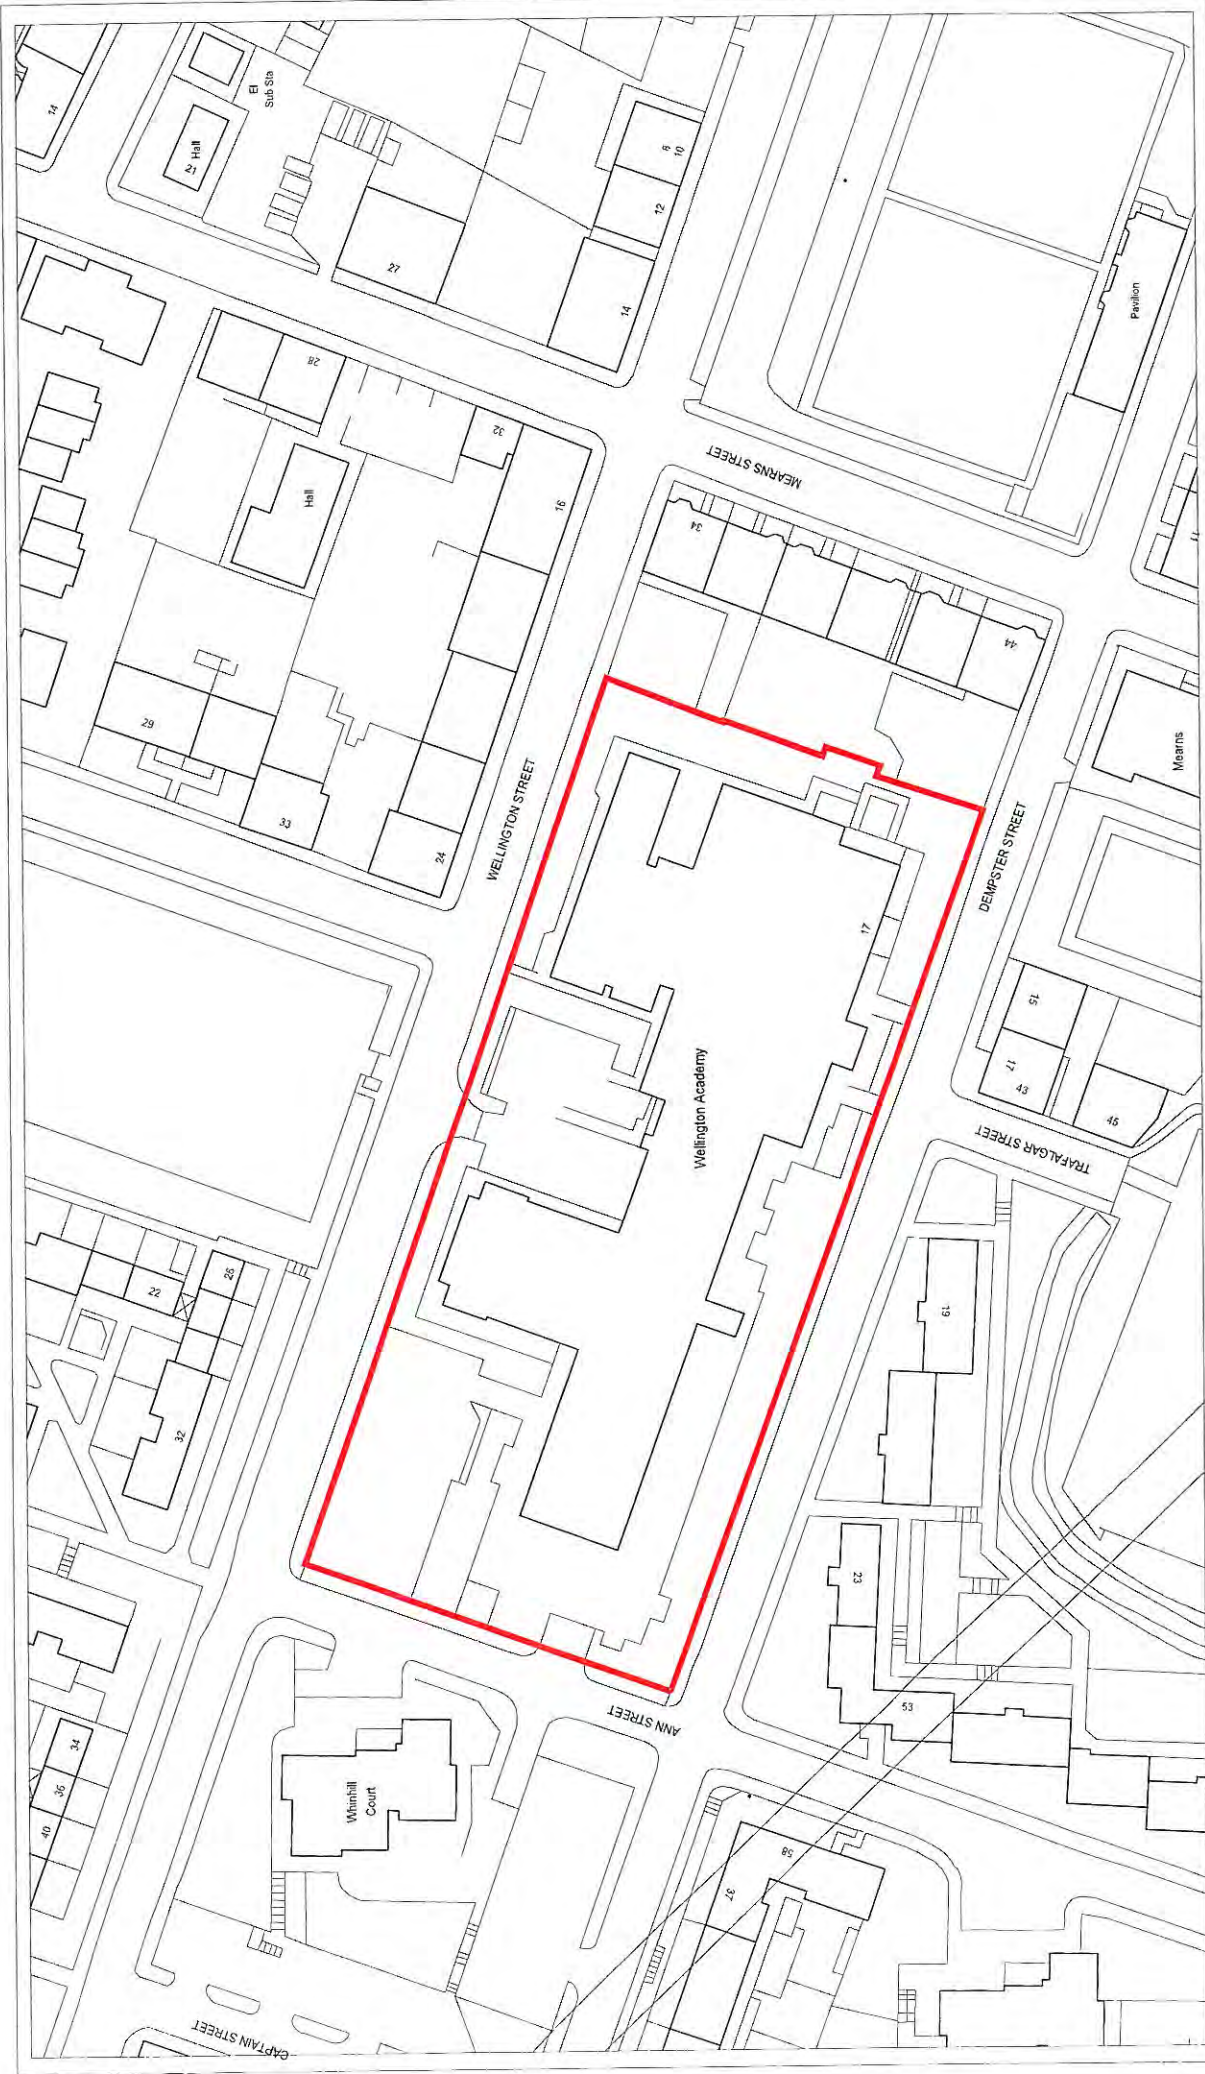 14
El
Sub Sta
Hall
21
6
10
12
27
14
28
Hall
32
16
MEARNS STREET
Pavilion
34
11
29
33
24
WELLINGTON STREET
44
Mearns
DEMPSTER STREET
17
Wellington Academy
15
17
43
45
TRAFALGAR STREET
22
26
32
19
23
53
ANN STREET
34
36
40
Whinhill
Court
58
37
CAPTAIN STREET